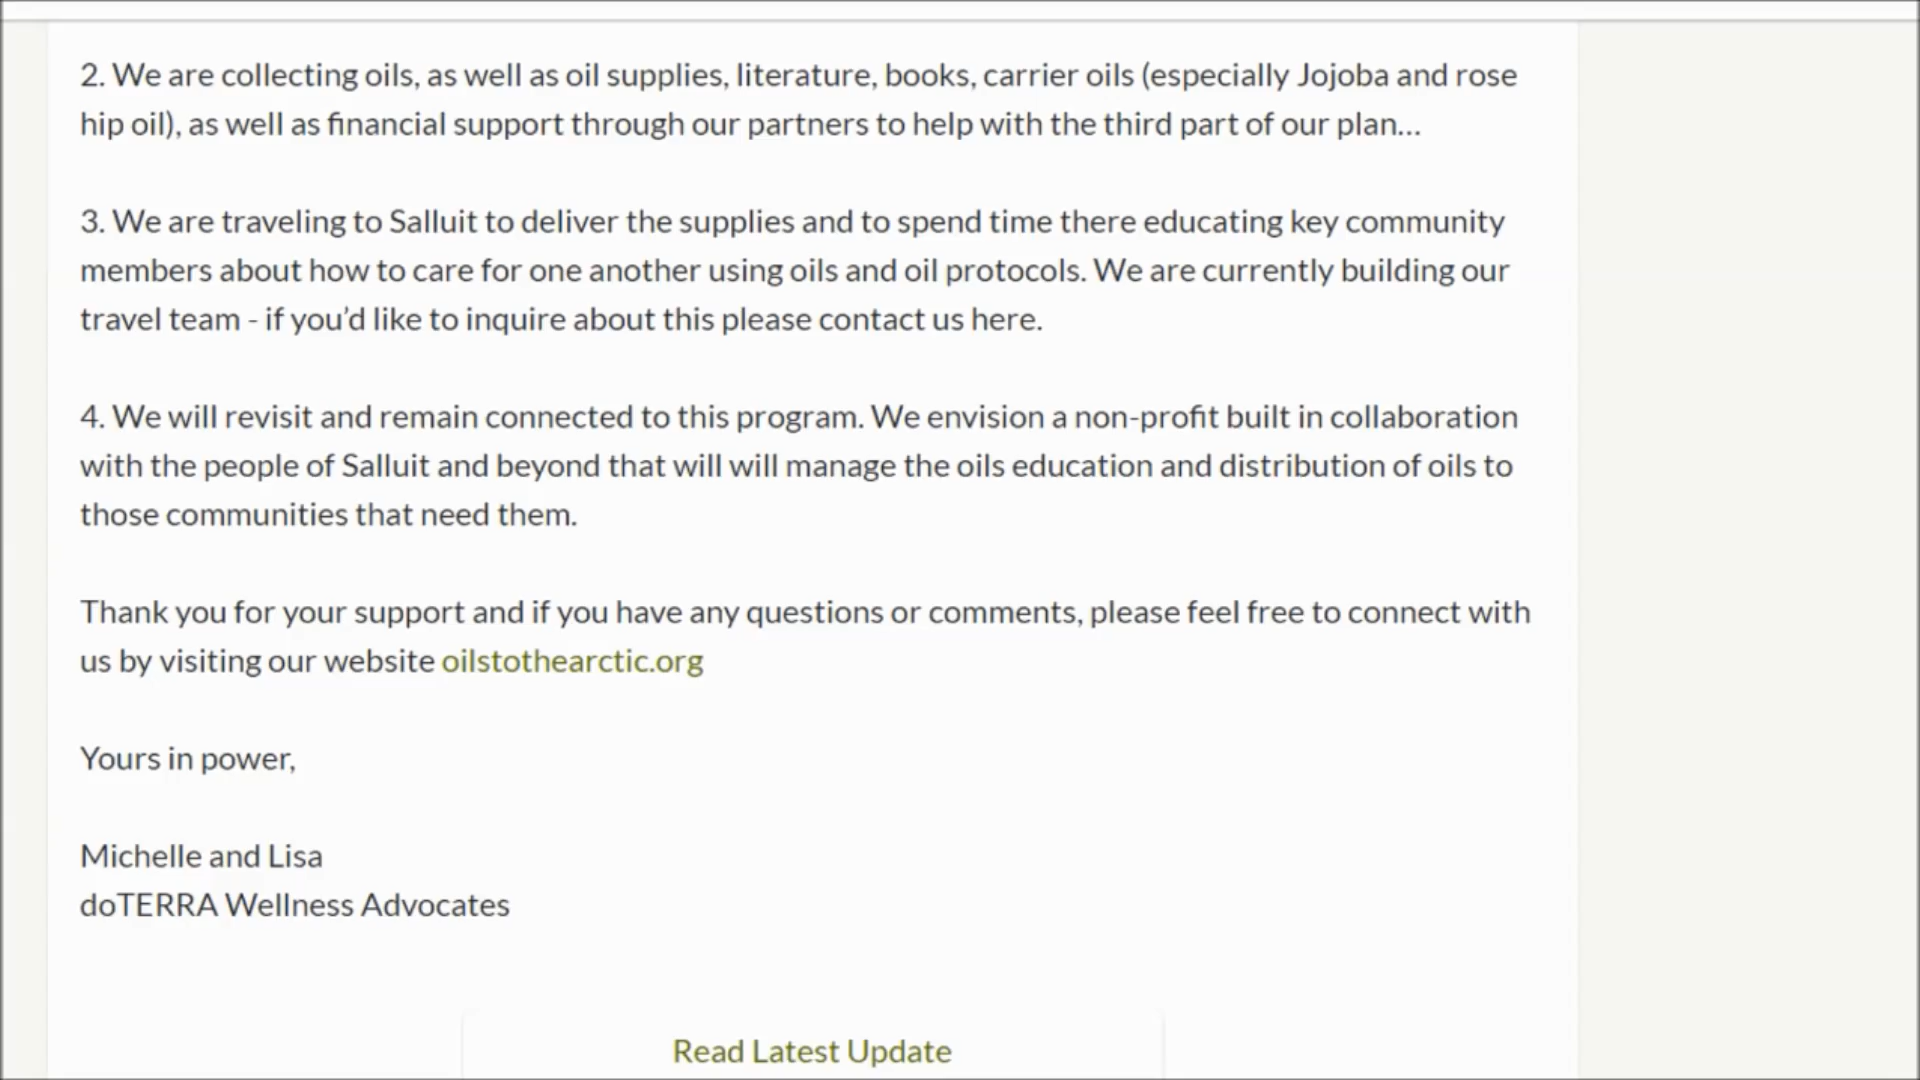 2. We are collecting oils, as well as oil supplies, literature, books, carrier oils (especially Jojoba and rose
hip oil), as well as financial support through our partners to help with the third part of our plan...
3. We are traveling to Salluit to deliver the supplies and to spend time there educating key community
members about how to care for one another using oils and oil protocols. We are currently building our
travel team - if you’d like to inquire about this please contact us here.
4. We will revisit and remain connected to this program. We envision a non-profit built in collaboration
with the people of Salluit and beyond that will will manage the oils education and distribution of oils to
those communities that need them.
Thank you for your support and if you have any questions or comments, please feel free to connect with
us by visiting our website oilstothearctic.org
Yours in power,
Michelle and Lisa
doTERRA Wellness Advocates
Read Latest Update